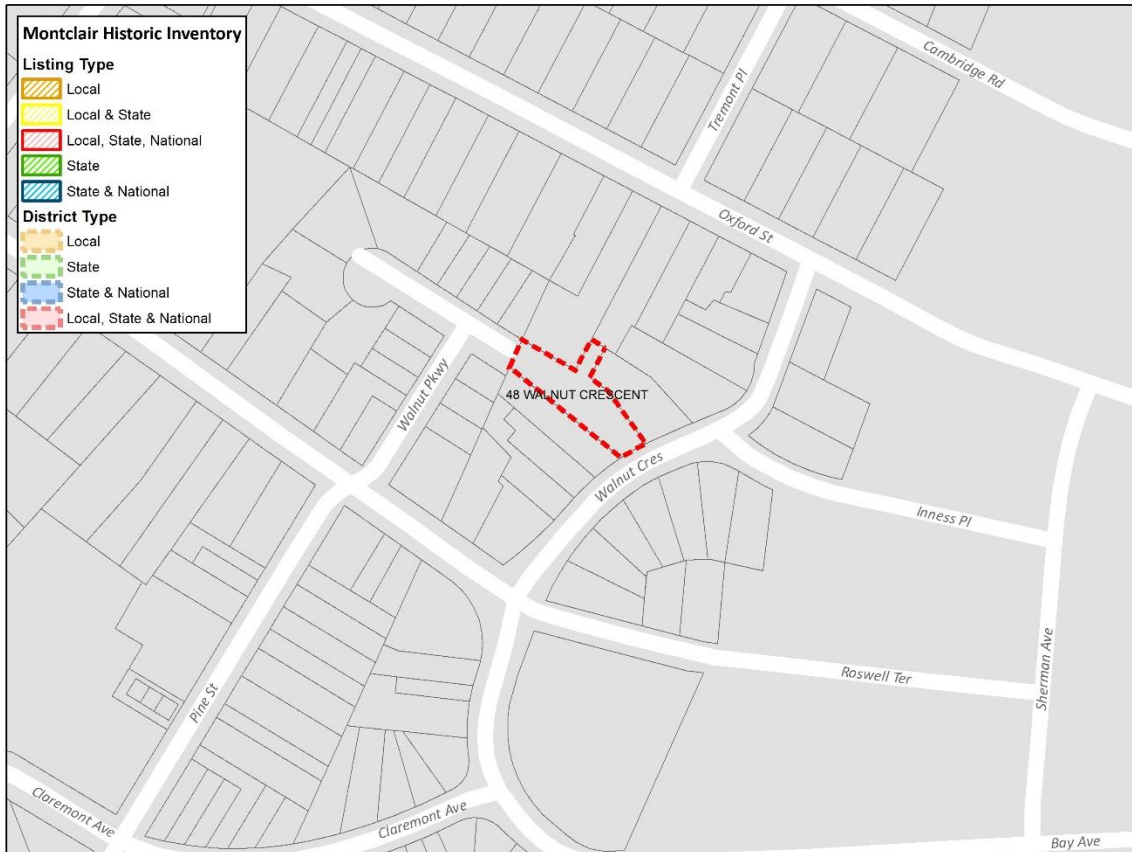 Montclair Historic Inventory
Listing Type
Local
Local & State
Local, State, National
State
State & National
District Type
Local
State
State & National
Local, State & National
Cambridge Rd
Tremont Pl
Oxford St
Walnut Pkwy
48 WALNUT CRESCENT
Walnut Cres
Inness Pl
Roswell Ter
Sherman Ave
Pine St
Claremont Ave
Claremont Ave
Bay Ave